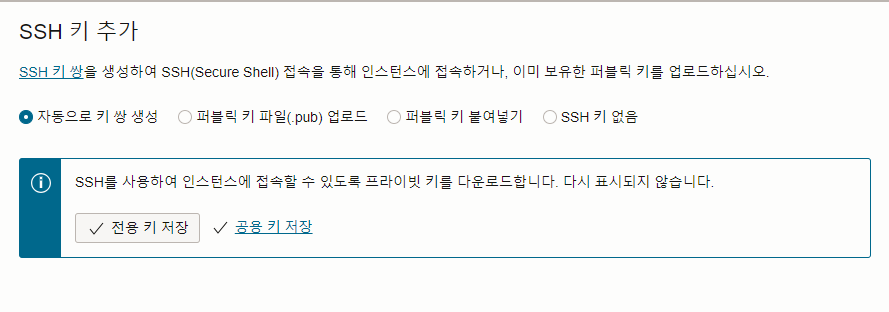 SSH 키 추가
SSH 키 쌍을 생성하여 SSH(Secure Shell) 접속을 통해 인스턴스에 접속하거나, 이미 보유한 퍼블릭 키를 업로드하십시오.
자동으로 키 쌍 생성 퍼블릭 키 파일(.pub) 업로드 퍼블릭 키 붙여넣기 SSH 키 없음
SSH를 사용하여 인스턴스에 접속할 수 있도록 프라이빗 키를 다운로드합니다. 다시 표시되지 않습니다.
전용 키 저장 공용 키 저장